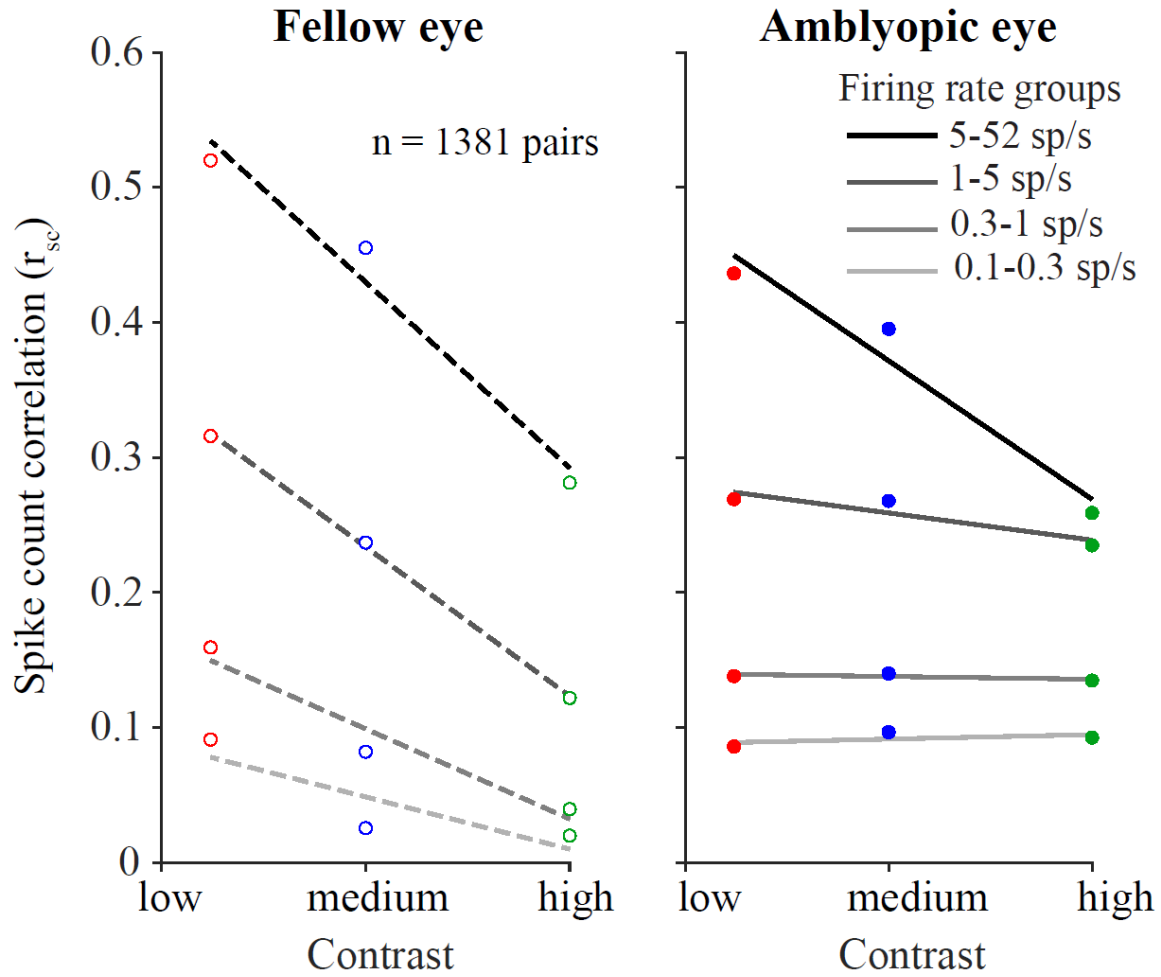 Fellow eye
Amblyopic eye
0.6
0.5
0.4
0.3
0.2
0.1
0
Spike count correlation (r_sc)
n = 1381 pairs
Firing rate groups
5-52 sp/s
1-5 sp/s
0.3-1 sp/s
0.1-0.3 sp/s
low medium high
low medium high
Contrast
Contrast